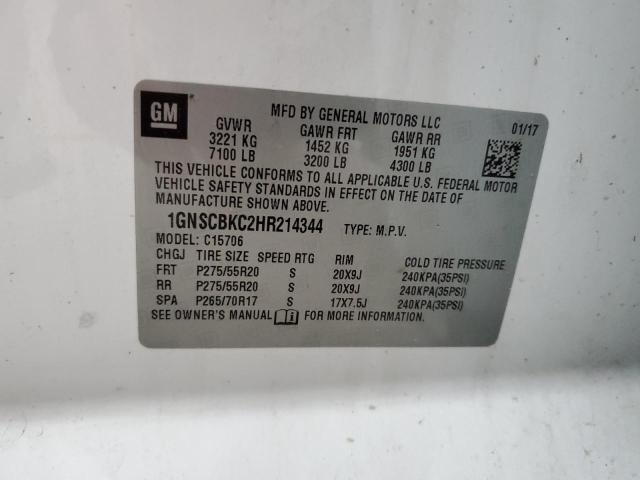 GM
MFD BY GENERAL MOTORS LLC
01/17
GVWR GAWR FRT GAWR RR
3221 KG 1452 KG 1951 KG
7100 LB 3200 LB 4300 LB
THIS VEHICLE CONFORMS TO ALL APPLICABLE U.S. FEDERAL MOTOR
VEHICLE SAFETY STANDARDS IN EFFECT ON THE DATE OF
MANUFACTURE SHOWN ABOVE.
1GNSCBKC2HR214344 TYPE: M.P.V.
MODEL: C15706
CHGJ TIRE SIZE SPEED RTG RIM COLD TIRE PRESSURE
FRT P275/55R20 S 20X9J 240KPA(35PSI)
RR P275/55R20 S 20X9J 240KPA(35PSI)
SPA P265/70R17 S 17X7.5J 240KPA(35PSI)
SEE OWNER'S MANUAL i FOR MORE INFORMATION.